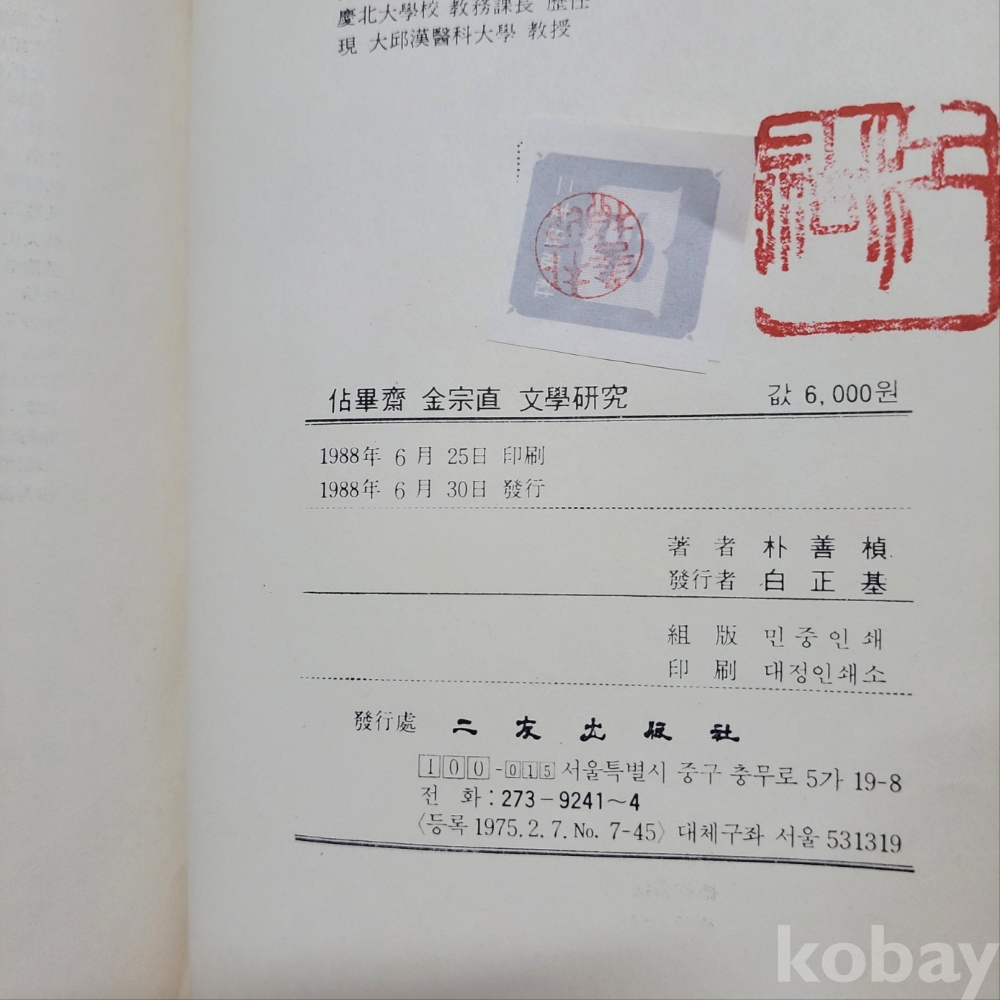 慶北大學校 教務課長 歷任
現 大邱漢醫科大學 教授
佔畢齋 金宗直 文學硏究 값 6,000원
1988年 6月 25日 印刷
1988年 6月 30日 發行
著者 朴善楨
發行者 白正基
組版 민중인쇄
印刷 대정인쇄소
發行處 二友出版社
100-015 서울특별시 중구 충무로 5가 19-8
전화: 273-9241~4
〈등록 1975.2.7. No. 7-45〉 대체구좌 서울 531319
kobay